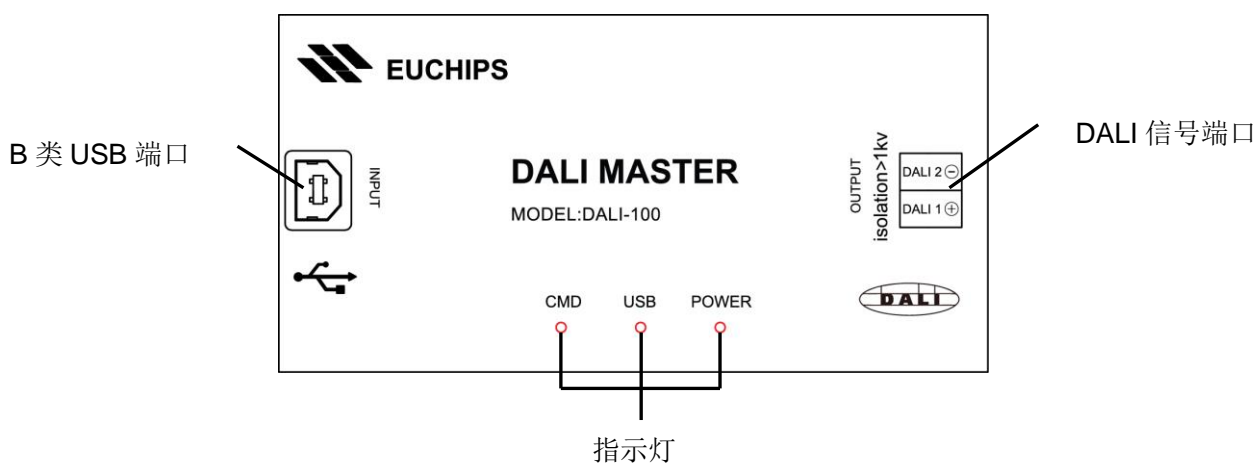 EUCHIPS
B 类 USB 端口
DALI 信号端口
INPUT
DALI MASTER
MODEL:DALI-100
OUTPUT
isolation>1kv
DALI 2 ⊖
DALI 1 ⊕
CMD USB POWER
DALI
指示灯